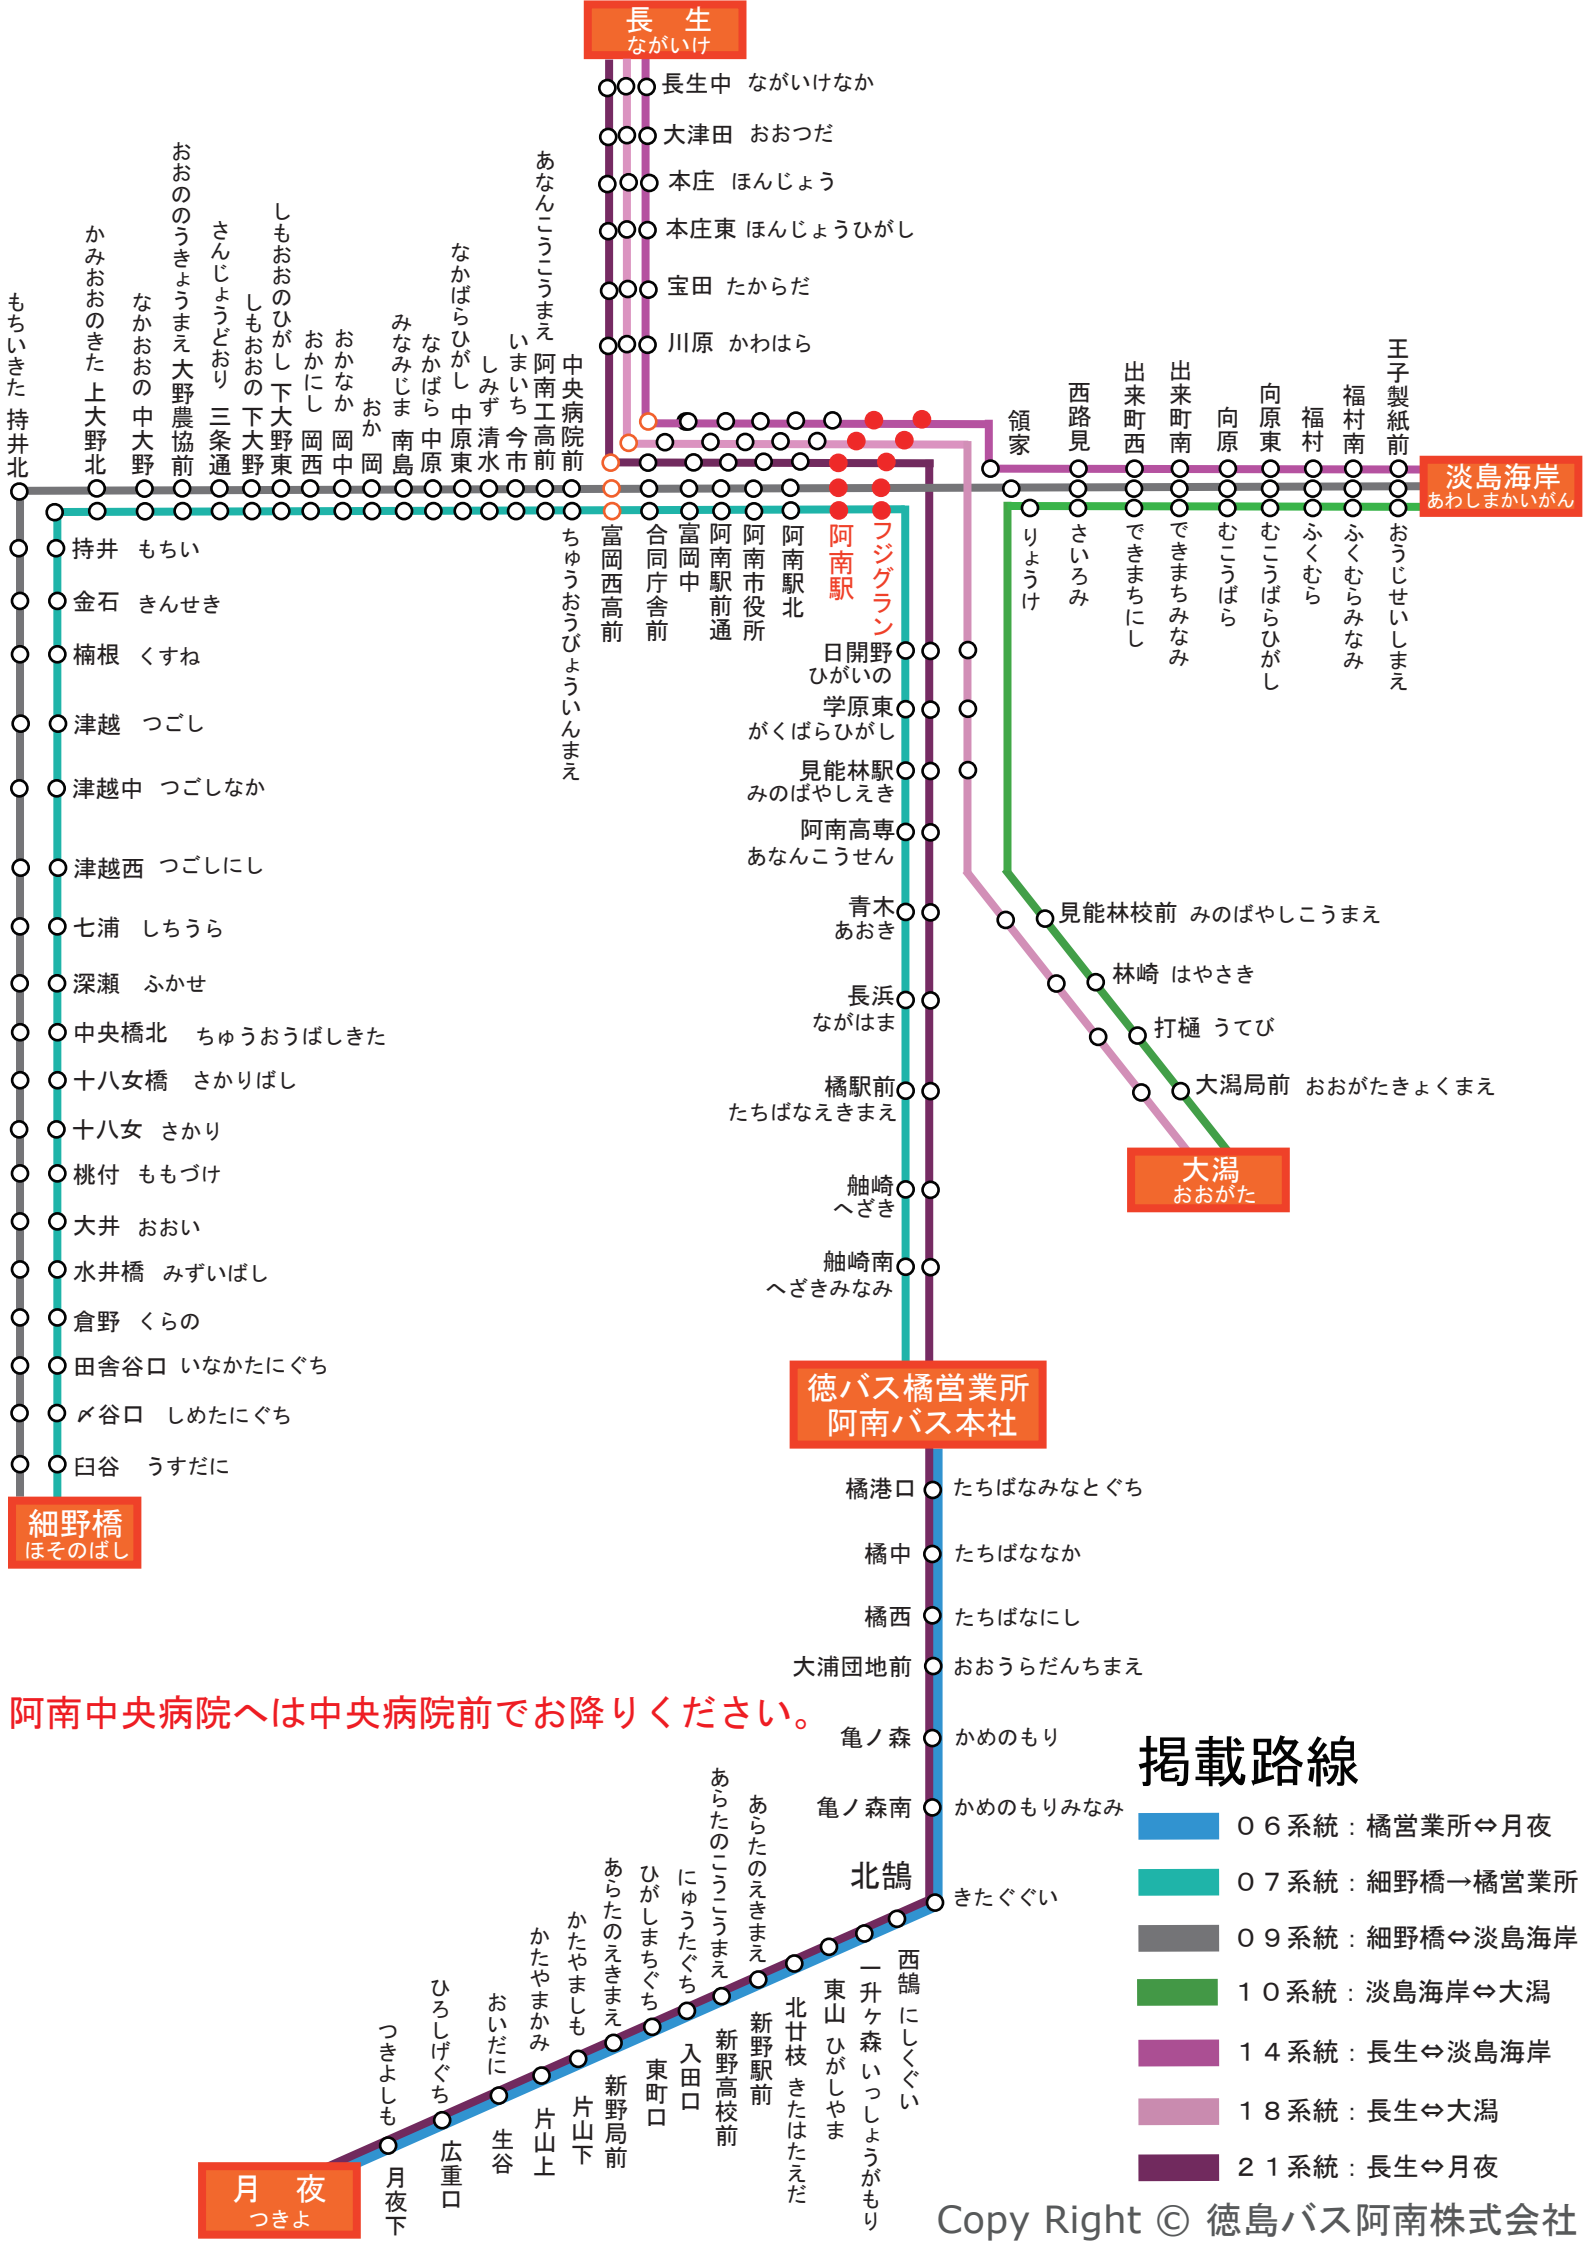 長 生
ながいけ
長生中 ながいけなか
大津田 おおつだ
本庄 ほんじょう
本庄東 ほんじょうひがし
宝田 たからだ
川原 かわはら
もちいきた 持井北
かみおおのきた 上大野北
なかおおの 中大野
おおののうきょうまえ 大野農協前
さんじょうどおり 三条通
しもおおの 下大野
しもおおのひがし 下大野東
おかにし 岡西
おかなか 岡中
おか 岡
みなみじま 南島
なかばら 中原
なかばらひがし 中原東
しみず 清水
いまいち 今市
あなんこうこうまえ 阿南工高前
中央病院前
ちゅうおうびょういんまえ
富岡西高前
合同庁舎前
富岡中
阿南駅前通
阿南市役所
阿南駅北
阿南駅
フジグラン
領家
りょうけ
西路見
さいろみ
出来町西
できまちにし
出来町南
できまちみなみ
向原
むこうばら
向原東
むこうばらひがし
福村
ふくむら
福村南
ふくむらみなみ
王子製紙前
おうじせいしまえ
淡島海岸
あわしまかいがん
持井 もちい
金石 きんせき
楠根 くすね
津越 つごし
津越中 つごしなか
津越西 つごしにし
七浦 しちうら
深瀬 ふかせ
中央橋北 ちゅうおうばしきた
十八女橋 さかりばし
十八女 さかり
桃付 ももづけ
大井 おおい
水井橋 みずいばし
倉野 くらの
田舎谷口 いなかたにぐち
〆谷口 しめたにぐち
臼谷 うすだに
細野橋
ほそのばし
日開野
ひがいの
学原東
がくばらひがし
見能林駅
みのばやしえき
阿南高専
あなんこうせん
青木
あおき
長浜
ながはま
橘駅前
たちばなえきまえ
舳崎
へざき
舳崎南
へざきみなみ
見能林校前 みのばやしこうまえ
林崎 はやさき
打樋 うてび
大潟局前 おおがたきょくまえ
大潟
おおがた
徳バス橘営業所
阿南バス本社
橘港口 たちばなみなとぐち
橘中 たちばななか
橘西 たちばなにし
大浦団地前 おおうらだんちまえ
亀ノ森 かめのもり
亀ノ森南 かめのもりみなみ
北鵠 きたぐぐい
阿南中央病院へは中央病院前でお降りください。
西鵠 にしくぐい
一升ヶ森 いっしょうがもり
東山 ひがしやま
北廿枝 きたはたえだ
あらたのえきまえ
新野駅前
あらたのこうこうまえ
新野高校前
にゅうたぐち
入田口
ひがしまちぐち
東町口
あらたのえきまえ
新野局前
かたやましも
片山下
かたやまかみ
片山上
おいだに
生谷
ひろしげぐち
広重口
つきよしも
月夜下
月 夜
つきよ
掲載路線
06系統：橘営業所⇔月夜
07系統：細野橋→橘営業所
09系統：細野橋⇔淡島海岸
10系統：淡島海岸⇔大潟
14系統：長生⇔淡島海岸
18系統：長生⇔大潟
21系統：長生⇔月夜
Copy Right © 徳島バス阿南株式会社